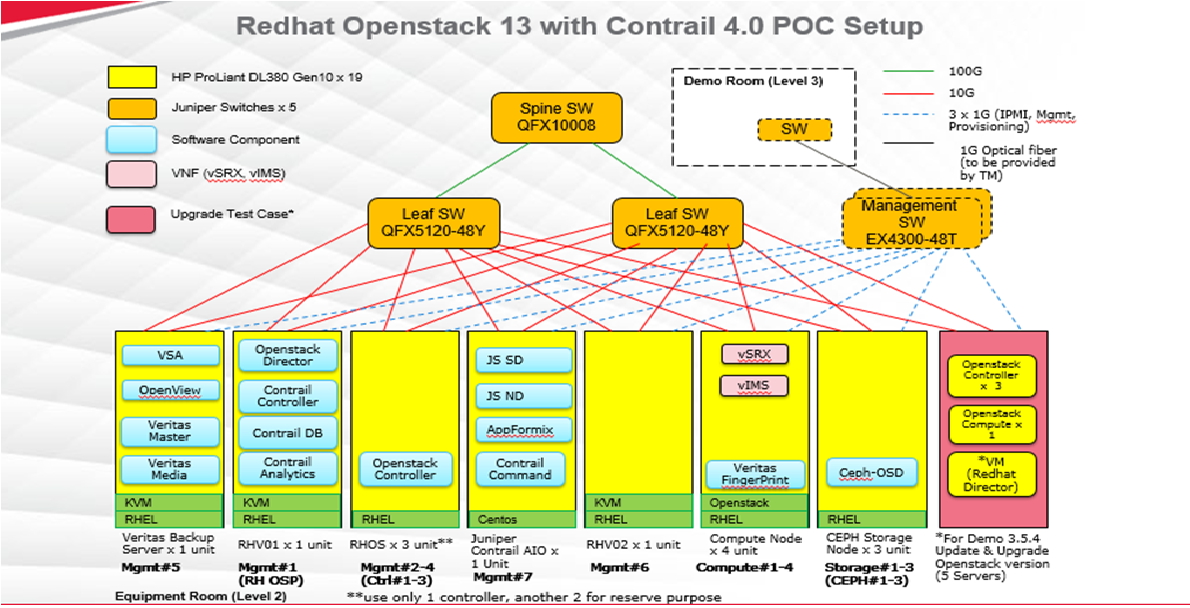 Redhat Openstack 13 with Contrail 4.0 POC Setup
HP ProLiant DL380 Gen10 x 19
Juniper Switches x 5
Software Component
VNF (vSRX, vIMS)
Upgrade Test Case*
Spine SW
QFX10008
Demo Room (Level 3)
SW
100G
10G
3 x 1G (IPMI, Mgmt,
Provisioning)
1G Optical fiber
(to be provided
by TM)
Leaf SW
QFX5120-48Y
Leaf SW
QFX5120-48Y
Management
SW
EX4300-48T
VSA
OpenView
Veritas
Master
Veritas
Media
KVM
RHEL
Veritas Backup
Server x 1 unit
Mgmt#5
Openstack
Director
Contrail
Controller
Contrail DB
Contrail
Analytics
KVM
RHEL
RHV01 x 1 unit
Mgmt#1
(RH OSP)
Openstack
Controller
RHEL
RHOS x 3 unit**
Mgmt#2-4
(Ctrl#1-3)
JS SD
JS ND
AppFormix
Contrail
Command
Centos
Juniper
Contrail AIO x
1 Unit
Mgmt#7
KVM
RHEL
RHV02 x 1 unit
Mgmt#6
vSRX
vIMS
Veritas
FingerPrint
Openstack
RHEL
Compute Node
x 4 unit
Compute#1-4
Ceph-OSD
RHEL
CEPH Storage
Node x 3 unit
Storage#1-3
(CEPH#1-3)
Openstack
Controller
x 3
Openstack
Compute x
1
*VM
(Redhat
Director)
*For Demo 3.5.4
Update & Upgrade
Openstack version
(5 Servers)
Equipment Room (Level 2)
**use only 1 controller, another 2 for reserve purpose